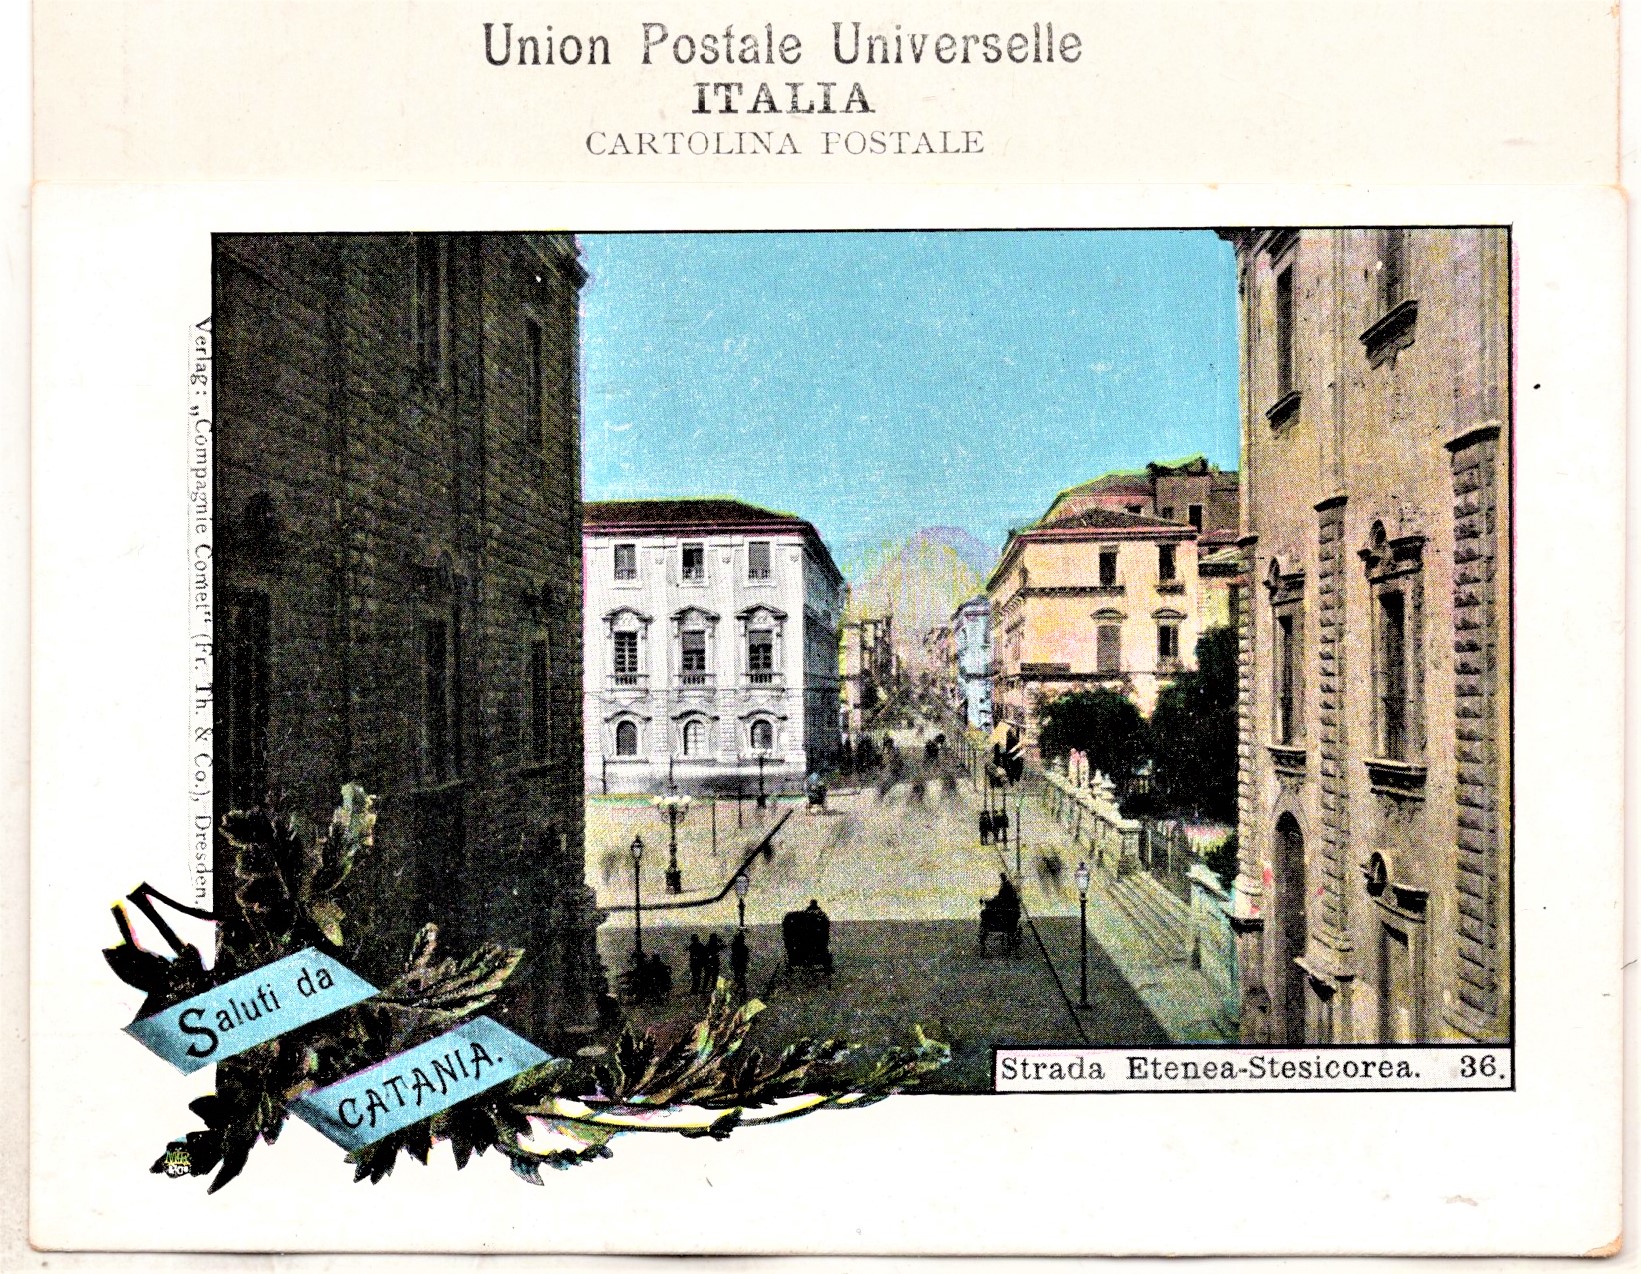 Union Postale Universelle
ITALIA
CARTOLINA POSTALE
Verlag: „Compagnie Comet“ (Fr. Th. & Co.), Dresden.
Saluti da
CATANIA.
Strada Etenea-Stesicorea. 36.